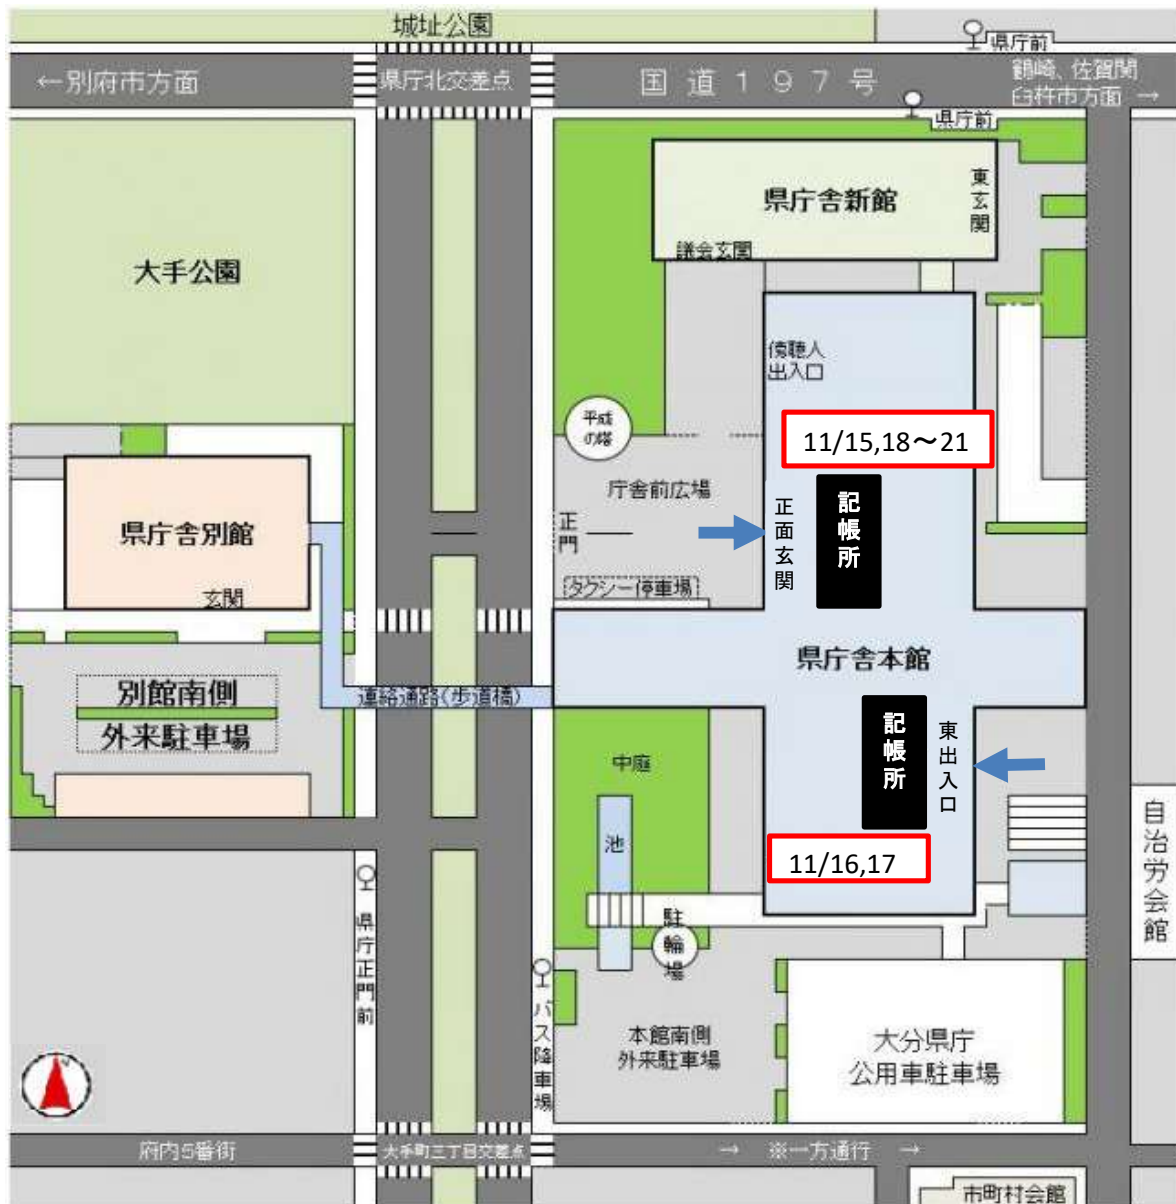 城址公園
県庁前
←別府市方面
県庁北交差点
国道197号
鶴崎、佐賀関
臼杵市方面 →
県庁前
県庁舎新館
東玄関
議会玄関
大手公園
傍聴人
出入口
平成
の塔
11/15,18～21
庁舎前広場
正門
正面玄関
記帳所
県庁舎別館
玄関
タクシー停車場
県庁舎本館
別館南側
外来駐車場
連絡通路(歩道橋)
記帳所
東出入口
中庭
池
11/16,17
自治労会館
県庁正門前
駐輪場
バス降車場
本館南側
外来駐車場
大分県庁
公用車駐車場
府内5番街
大手町三丁目交差点
→ ※一方通行 →
市町村会館